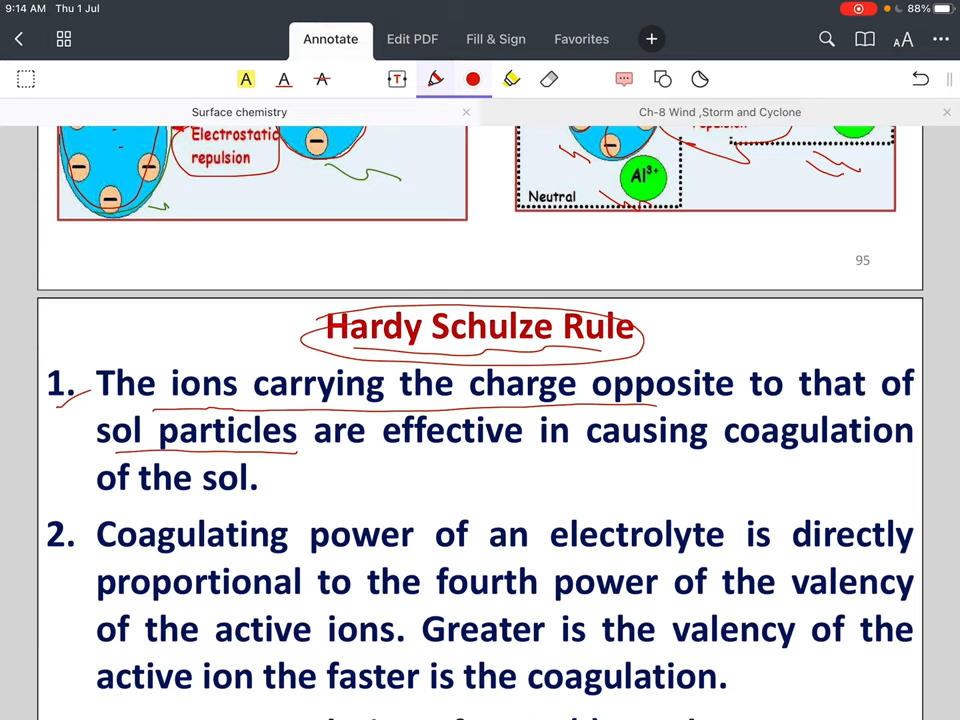 9:14 AM Thu 1 Jul
88%
Annotate
Edit PDF
Fill & Sign
Favorites
Surface chemistry
Ch-8 Wind ,Storm and Cyclone
Electrostatic
repulsion
Al³⁺
Neutral
95
Hardy Schulze Rule
1. The ions carrying the charge opposite to that of
sol particles are effective in causing coagulation
of the sol.
2. Coagulating power of an electrolyte is directly
proportional to the fourth power of the valency
of the active ions. Greater is the valency of the
active ion the faster is the coagulation.